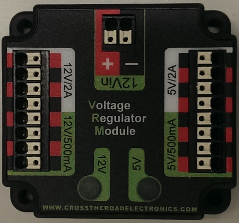 12Vin
+ -
12V/2A
12V/500mA
5V/2A
5V/500mA
Voltage
Regulator
Module
12V
5V
WWW.CROSSTHEROADELECTRONICS.COM